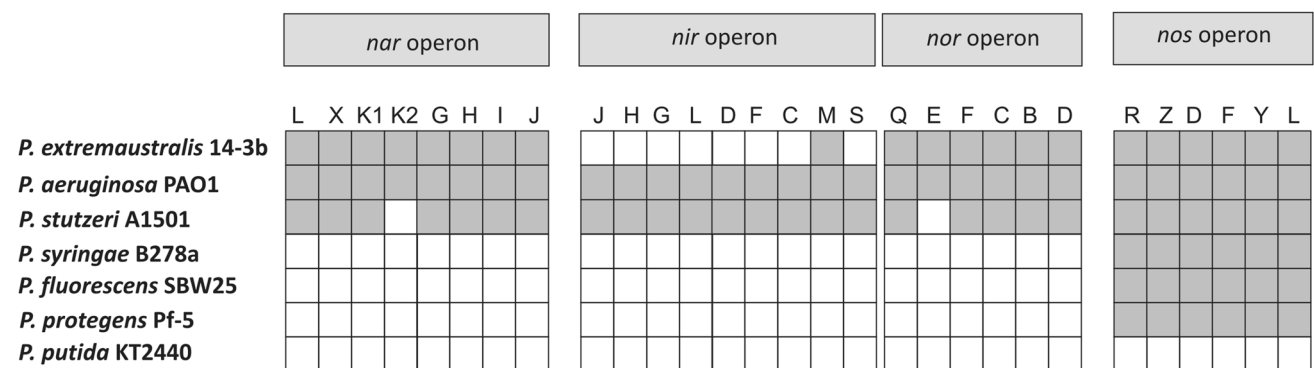 nar operon nir operon nor operon nos operon
L X K1 K2 G H I J J H G L D F C M S Q E F C B D R Z D F Y L
P. extremaustralis 14-3b
P. aeruginosa PAO1
P. stutzeri A1501
P. syringae B278a
P. fluorescens SBW25
P. protegens Pf-5
P. putida KT2440